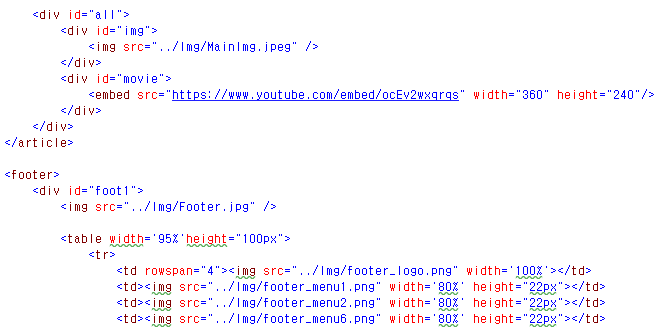 <div id="all">
<div id="img">
<img src="../Img/MainImg.jpeg" />
</div>
<div id="movie">
<embed src="https://www.youtube.com/embed/ocEv2wxqrqs" width="360" height="240"/>
</div>
</div>
</article>
<footer>
<div id="foot1">
<img src="../Img/Footer.jpg" />
<table width='95%'height="100px">
<tr>
<td rowspan="4"><img src="../Img/footer_logo.png" width='100%'></td>
<td><img src="../Img/footer_menu1.png" width='80%' height="22px"></td>
<td><img src="../Img/footer_menu2.png" width='80%' height="22px"></td>
<td><img src="../Img/footer_menu6.png" width='80%' height="22px"></td>